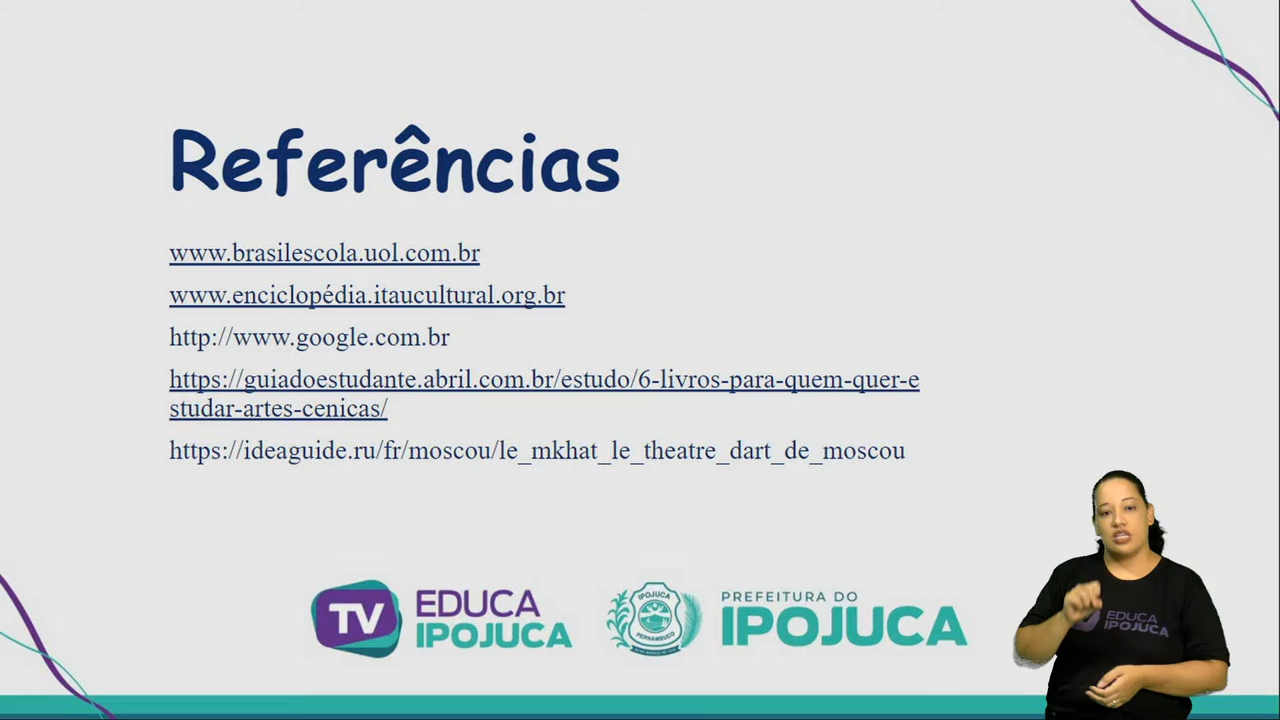 Referências
www.brasilescola.uol.com.br
www.enciclopédia.itaucultural.org.br
http://www.google.com.br
https://guiadoestudante.abril.com.br/estudo/6-livros-para-quem-quer-e
studar-artes-cenicas/
https://ideaguide.ru/fr/moscou/le_mkhat_le_theatre_dart_de_moscou
TV EDUCA
IPOJUCA
IPOJUCA
PERNAMBUCO
PREFEITURA DO
IPOJUCA
EDUCA
IPOJUCA